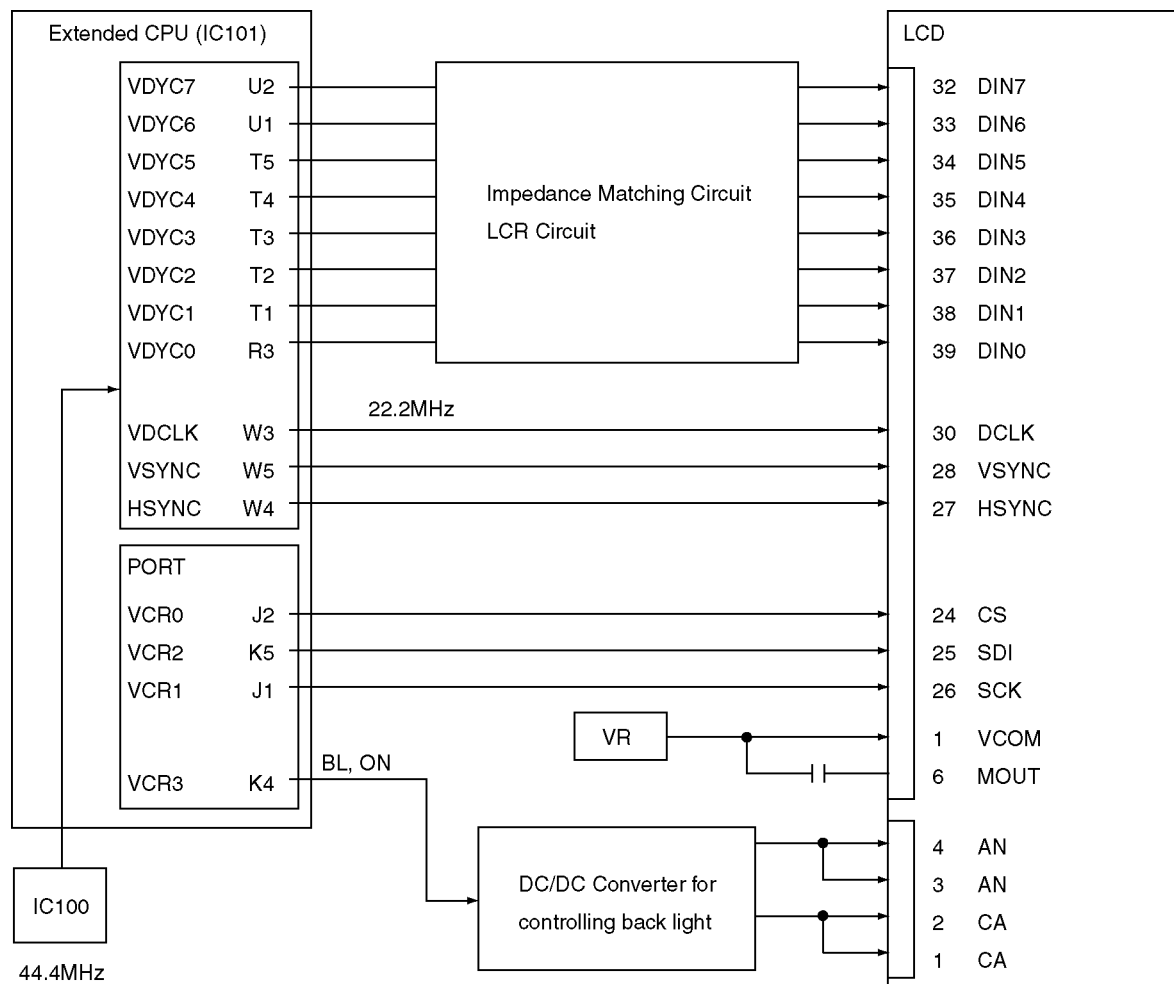 Extended CPU (IC101)
LCD
VDYC7 U2
32 DIN7
VDYC6 U1
33 DIN6
VDYC5 T5
34 DIN5
VDYC4 T4
35 DIN4
VDYC3 T3
36 DIN3
VDYC2 T2
37 DIN2
VDYC1 T1
38 DIN1
VDYC0 R3
39 DIN0
Impedance Matching Circuit
LCR Circuit
22.2MHz
VDCLK W3
30 DCLK
VSYNC W5
28 VSYNC
HSYNC W4
27 HSYNC
PORT
VCR0 J2
24 CS
VCR2 K5
25 SDI
VCR1 J1
26 SCK
VR
1 VCOM
6 MOUT
BL, ON
VCR3 K4
DC/DC Converter for
controlling back light
4 AN
3 AN
2 CA
1 CA
IC100
44.4MHz